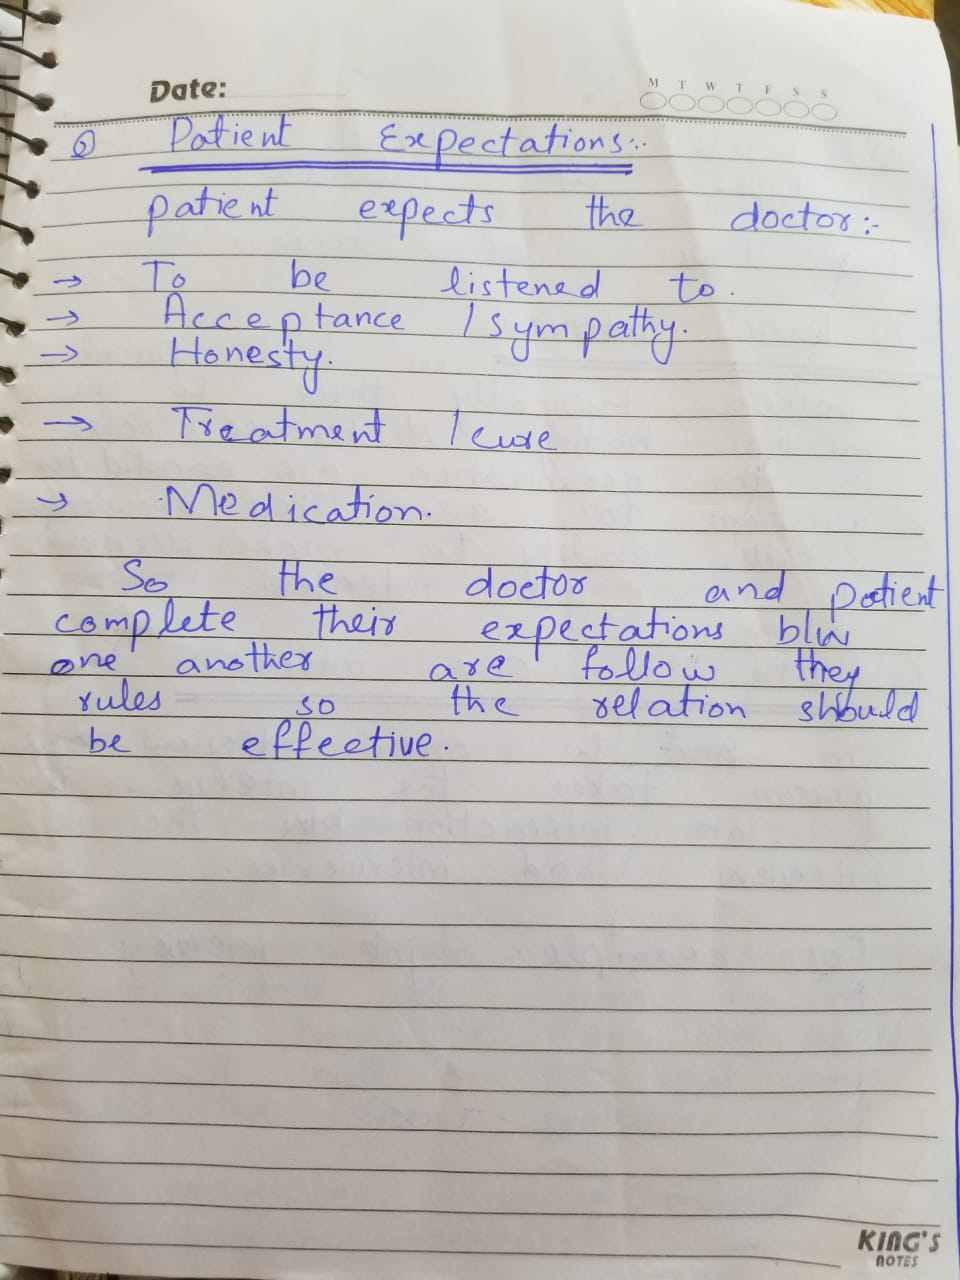 Date:
M T W T F S S
② Patient Expectations:.
patient expects the doctor:-
→ To be listened to.
→ Acceptance / sympathy.
→ Honesty.
→ Treatment / cure
→ Medication.
So the doctor and patient
complete their expectations b/w
one another are follow they
rules so the relation should
be effective.
KING'S
NOTES